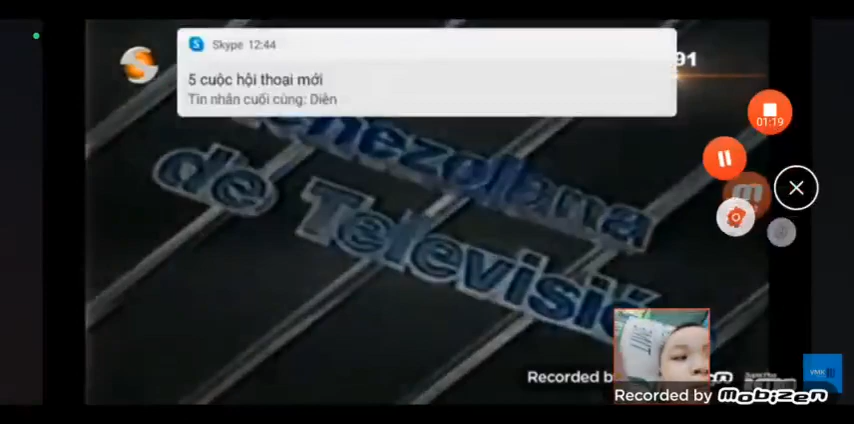 Skype 12:44
5 cuộc hội thoại mới
Tin nhắn cuối cùng: Diên
91
01:19
de Televisió
Recorded by
Recorded by Mobizen
VMK